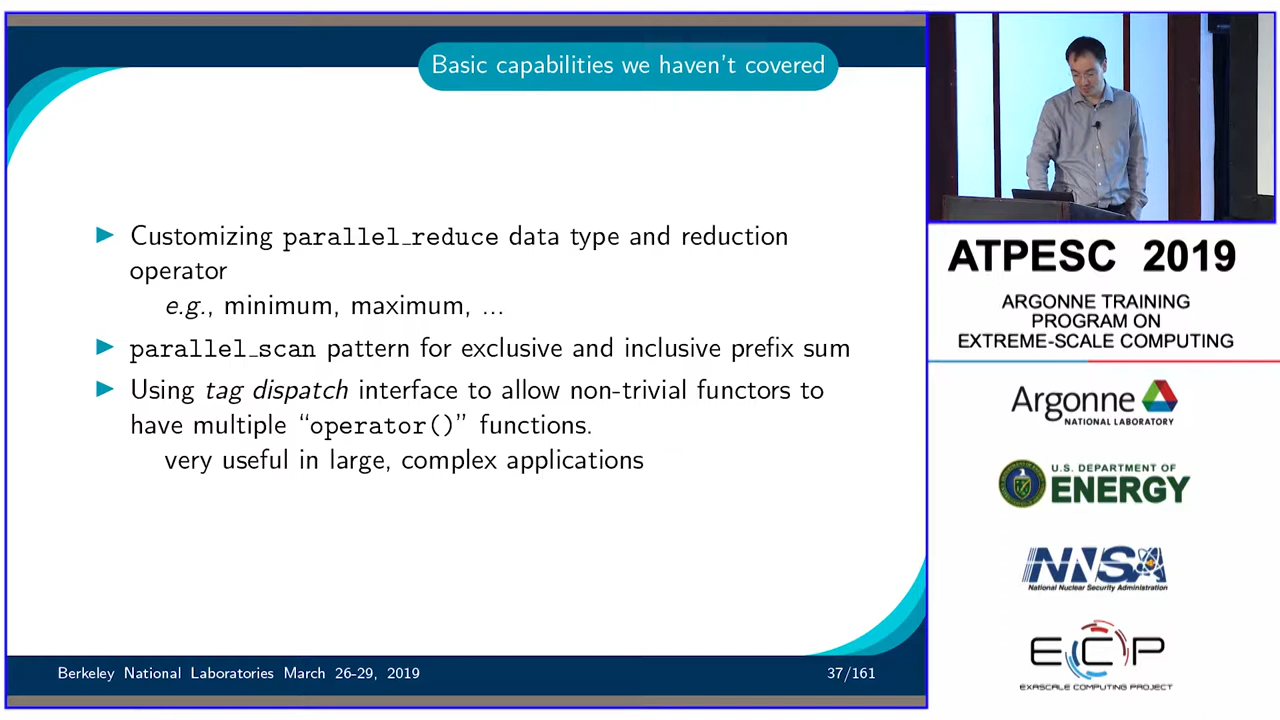 Basic capabilities we haven't covered
Customizing parallel_reduce data type and reduction
operator
e.g., minimum, maximum, ...
parallel_scan pattern for exclusive and inclusive prefix sum
Using tag dispatch interface to allow non-trivial functors to
have multiple “operator()” functions.
very useful in large, complex applications
Berkeley National Laboratories March 26-29, 2019
37/161
ATPESC 2019
ARGONNE TRAINING
PROGRAM ON
EXTREME-SCALE COMPUTING
Argonne
NATIONAL LABORATORY
U.S. DEPARTMENT OF
ENERGY
NNSA
National Nuclear Security Administration
ECP
EXASCALE COMPUTING PROJECT